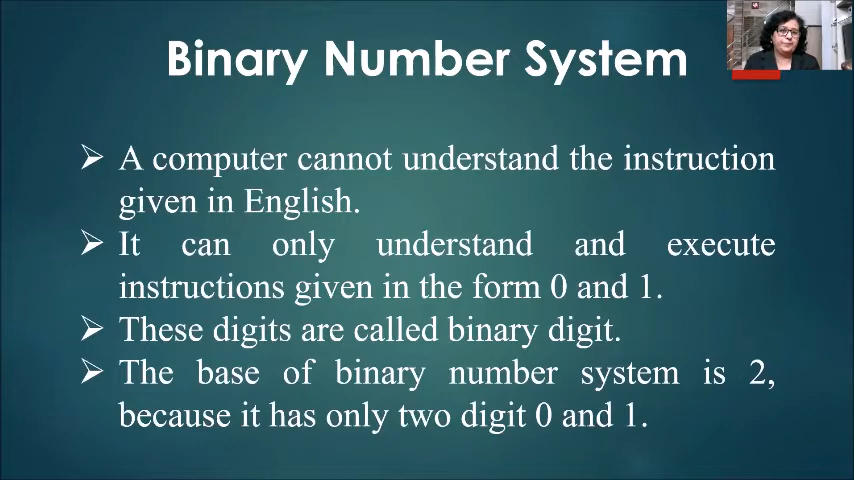 Binary Number System
➢ A computer cannot understand the instruction
given in English.
➢ It can only understand and execute
instructions given in the form 0 and 1.
➢ These digits are called binary digit.
➢ The base of binary number system is 2,
because it has only two digit 0 and 1.